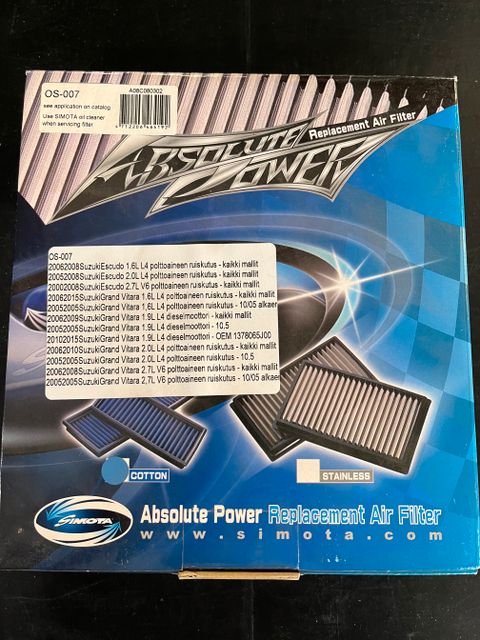 OS-007
A08C080302
see application on catalog
Use SIMOTA oil cleaner
when servicing filter
ABSOLUTE
POWER
Replacement Air Filter
OS-007
20062008SuzukiEscudo 1.6L L4 polttoaineen ruiskutus - kaikki mallit
20052008SuzukiEscudo 2.0L L4 polttoaineen ruiskutus - kaikki mallit
20002008SuzukiEscudo 2.7L V6 polttoaineen ruiskutus - kaikki mallit
20062015SuzukiGrand Vitara 1.6L L4 polttoaineen ruiskutus - kaikki mallit
20052005SuzukiGrand Vitara 1,6L L4 polttoaineen ruiskutus - 10/05 alkaen
20062009SuzukiGrand Vitara 1.9L L4 dieselmoottori - kaikki mallit
20052005SuzukiGrand Vitara 1.9L L4 dieselmoottori - 10.5
20102015SuzukiGrand Vitara 1.9L L4 dieselmoottori - OEM 1378065J00
20062010SuzukiGrand Vitara 2.0L L4 polttoaineen ruiskutus - kaikki mallit
20052005SuzukiGrand Vitara 2.0L L4 polttoaineen ruiskutus - 10.5
20062008SuzukiGrand Vitara 2.7L V6 polttoaineen ruiskutus - kaikki mallit
20052005SuzukiGrand Vitara 2,7L V6 polttoaineen ruiskutus - 10/05 alkaen
COTTON
STAINLESS
SIMOTA
Absolute Power Replacement Air Filter
www.simota.com